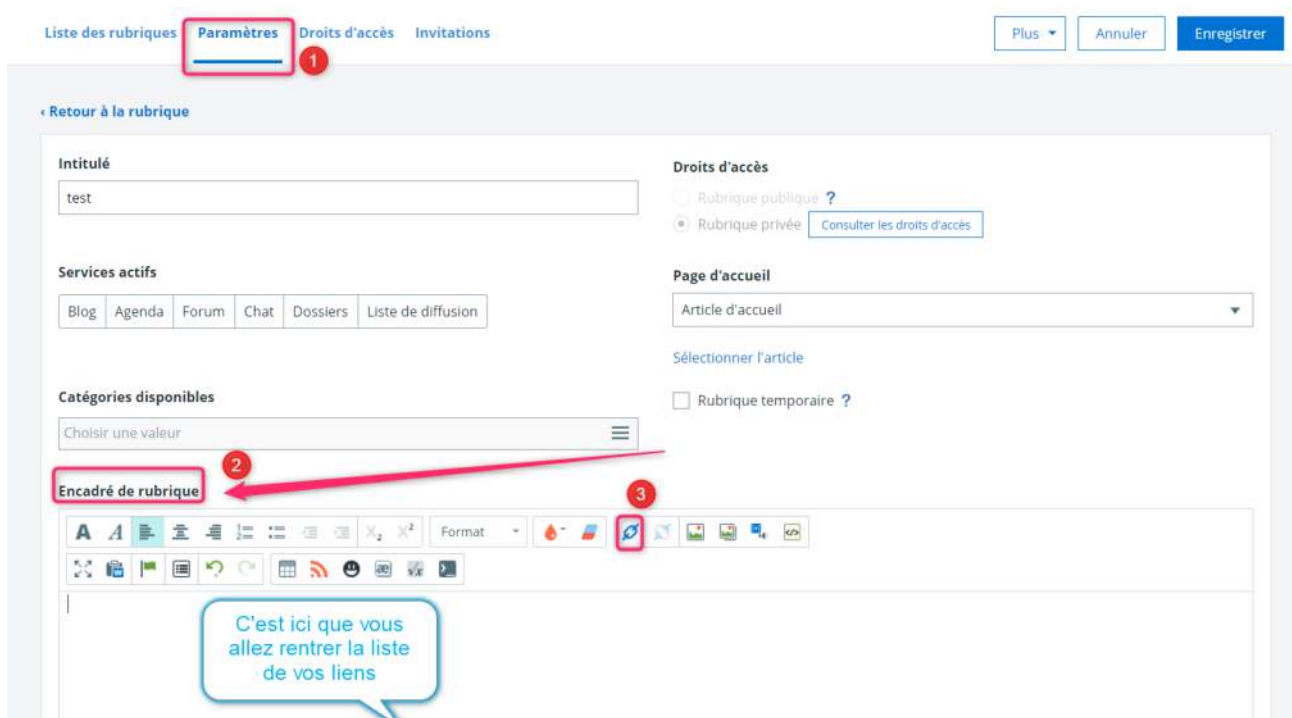 Liste des rubriques Paramètres Droits d'accès Invitations Plus Annuler Enregistrer
1
‹ Retour à la rubrique
Intitulé
test
Droits d'accès
Rubrique publique ?
Rubrique privée Consulter les droits d'accès
Services actifs
Blog Agenda Forum Chat Dossiers Liste de diffusion
Page d'accueil
Article d'accueil
Sélectionner l'article
Catégories disponibles
Choisir une valeur
Rubrique temporaire ?
2
Encadré de rubrique
3
A A X₂ X² Format
æ √x
C'est ici que vous
allez rentrer la liste
de vos liens